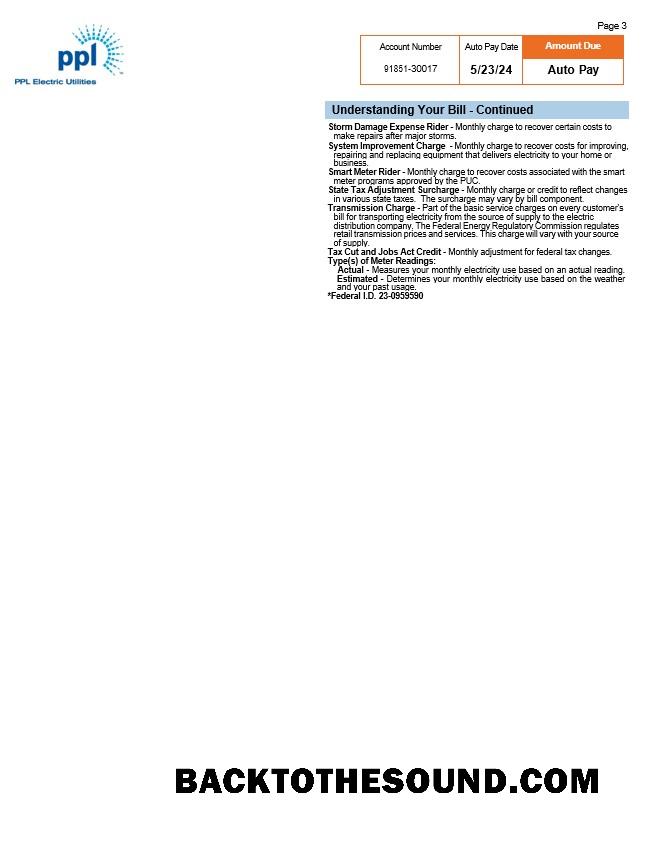 Page 3
ppl
PPL Electric Utilities
Account Number
Auto Pay Date
Amount Due
91851-30017
5/23/24
Auto Pay
Understanding Your Bill - Continued
Storm Damage Expense Rider - Monthly charge to recover certain costs to
make repairs after major storms.
System Improvement Charge - Monthly charge to recover costs for improving,
repairing and replacing equipment that delivers electricity to your home or
business.
Smart Meter Rider - Monthly charge to recover costs associated with the smart
meter programs approved by the PUC.
State Tax Adjustment Surcharge - Monthly charge or credit to reflect changes
in various state taxes. The surcharge may vary by bill component.
Transmission Charge - Part of the basic service charges on every customer's
bill for transporting electricity from the source of supply to the electric
distribution company. The Federal Energy Regulatory Commission regulates
retail transmission prices and services. This charge will vary with your source
of supply.
Tax Cut and Jobs Act Credit - Monthly adjustment for federal tax changes.
Type(s) of Meter Readings:
Actual - Measures your monthly electricity use based on an actual reading.
Estimated - Determines your monthly electricity use based on the weather
and your past usage.
*Federal I.D. 23-0959590
BACKTOTHESOUND.COM